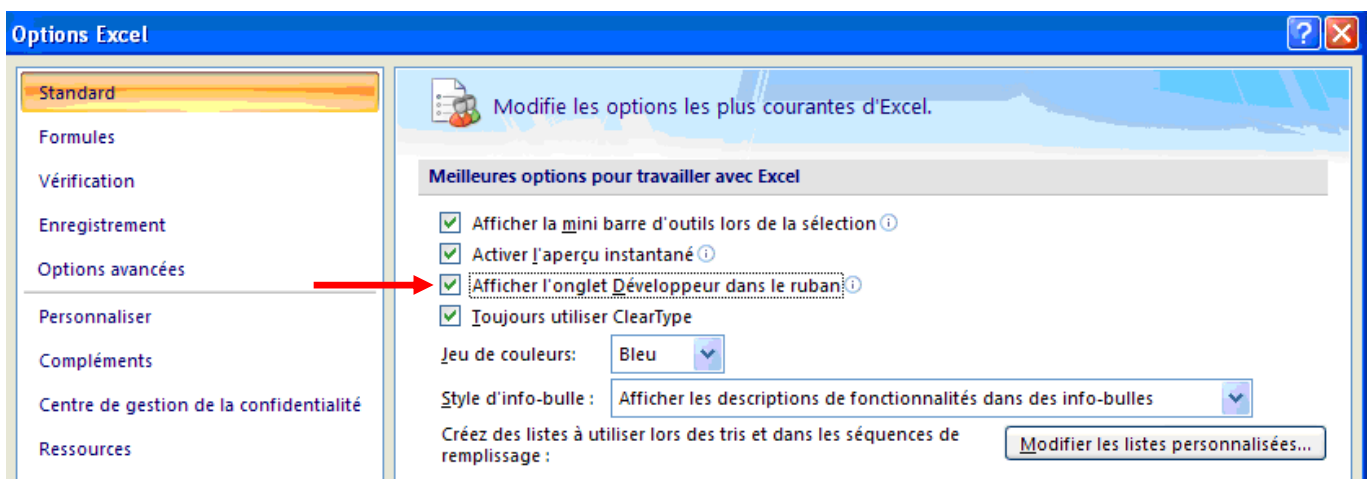 Options Excel
Standard
Formules
Vérification
Enregistrement
Options avancées
Personnaliser
Compléments
Centre de gestion de la confidentialité
Ressources
Modifie les options les plus courantes d'Excel.
Meilleures options pour travailler avec Excel
Afficher la mini barre d'outils lors de la sélection
Activer l'aperçu instantané
Afficher l'onglet Développeur dans le ruban
Toujours utiliser ClearType
Jeu de couleurs: Bleu
Style d'info-bulle : Afficher les descriptions de fonctionnalités dans des info-bulles
Créez des listes à utiliser lors des tris et dans les séquences de
remplissage : Modifier les listes personnalisées...